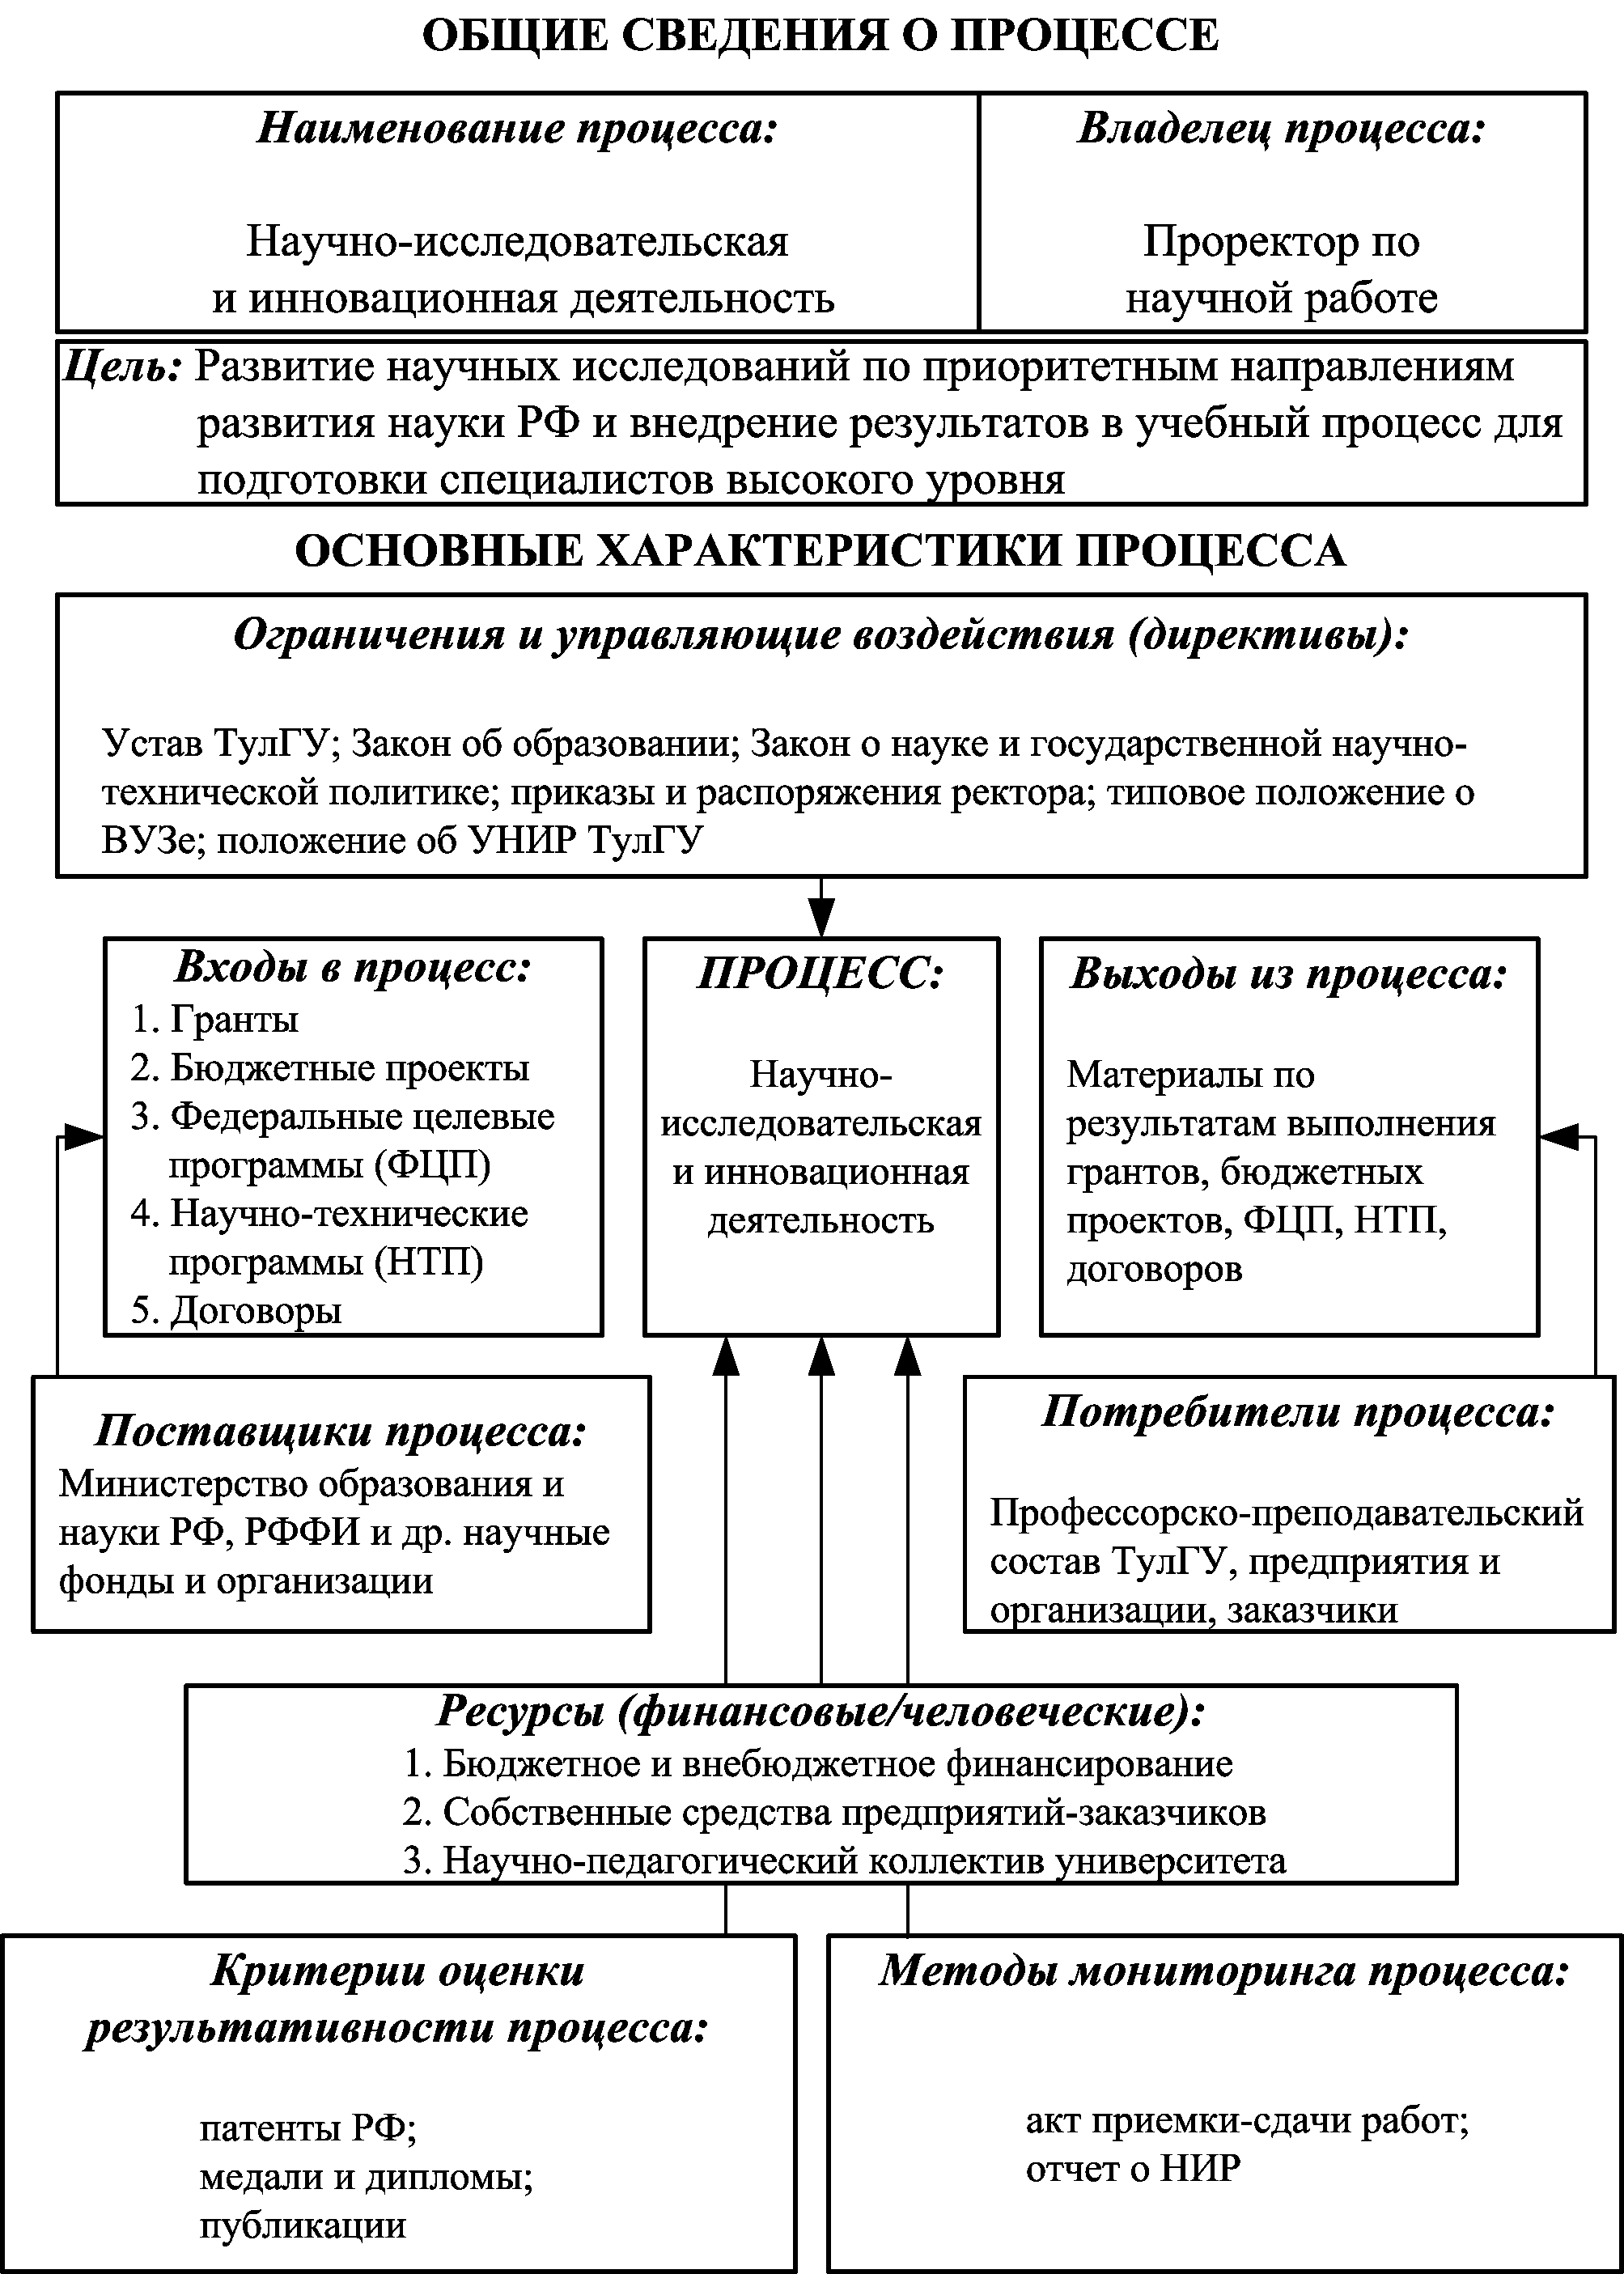 ОБЩИЕ СВЕДЕНИЯ О ПРОЦЕССЕ
Наименование процесса:
Научно-исследовательская
и инновационная деятельность
Владелец процесса:
Проректор по
научной работе
Цель: Развитие научных исследований по приоритетным направлениям
развития науки РФ и внедрение результатов в учебный процесс для
подготовки специалистов высокого уровня
ОСНОВНЫЕ ХАРАКТЕРИСТИКИ ПРОЦЕССА
Ограничения и управляющие воздействия (директивы):
Устав ТулГУ; Закон об образовании; Закон о науке и государственной научно-
технической политике; приказы и распоряжения ректора; типовое положение о
ВУЗе; положение об УНИР ТулГУ
Входы в процесс:
1. Гранты
2. Бюджетные проекты
3. Федеральные целевые
программы (ФЦП)
4. Научно-технические
программы (НТП)
5. Договоры
ПРОЦЕСС:
Научно-
исследовательская
и инновационная
деятельность
Выходы из процесса:
Материалы по
результатам выполнения
грантов, бюджетных
проектов, ФЦП, НТП,
договоров
Поставщики процесса:
Министерство образования и
науки РФ, РФФИ и др. научные
фонды и организации
Потребители процесса:
Профессорско-преподавательский
состав ТулГУ, предприятия и
организации, заказчики
Ресурсы (финансовые/человеческие):
1. Бюджетное и внебюджетное финансирование
2. Собственные средства предприятий-заказчиков
3. Научно-педагогический коллектив университета
Критерии оценки
результативности процесса:
патенты РФ;
медали и дипломы;
публикации
Методы мониторинга процесса:
акт приемки-сдачи работ;
отчет о НИР